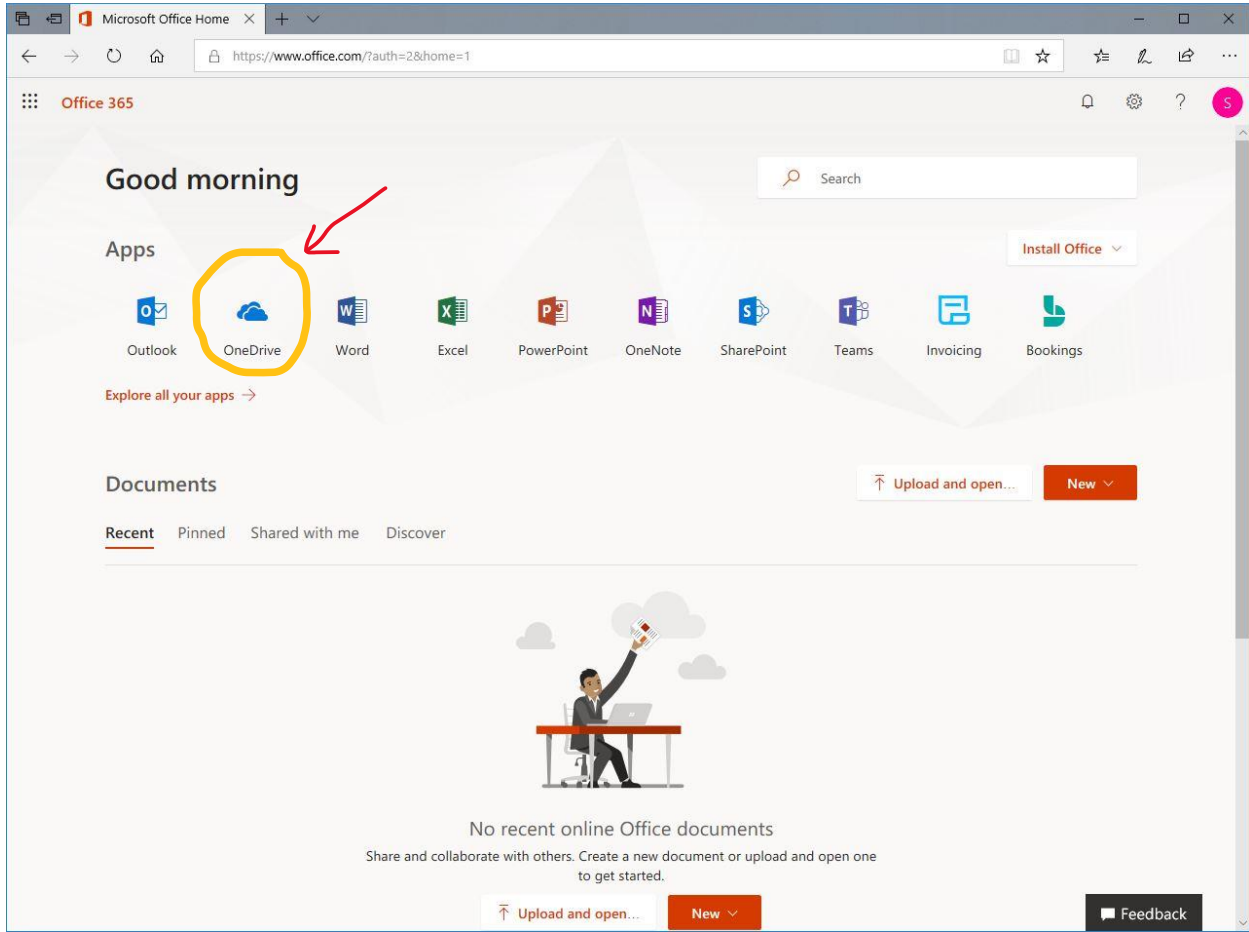 Microsoft Office Home
https://www.office.com/?auth=2&home=1
Office 365
?
S
Good morning
Search
Apps
Install Office
Outlook OneDrive Word Excel PowerPoint OneNote SharePoint Teams Invoicing Bookings
Explore all your apps →
Documents
Upload and open...
New
Recent Pinned Shared with me Discover
No recent online Office documents
Share and collaborate with others. Create a new document or upload and open one
to get started.
Upload and open...
New
Feedback